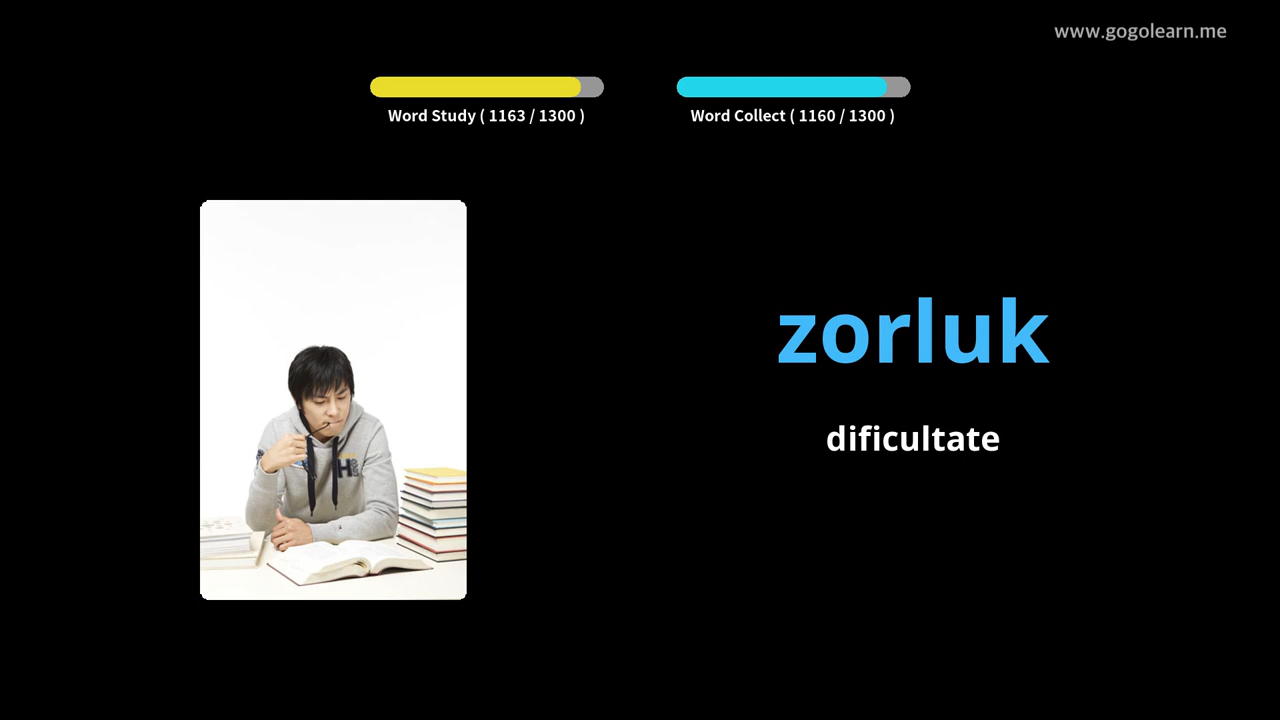 www.gogolearn.me
Word Study ( 1163 / 1300 )
Word Collect ( 1160 / 1300 )
zorluk
dificultate
H